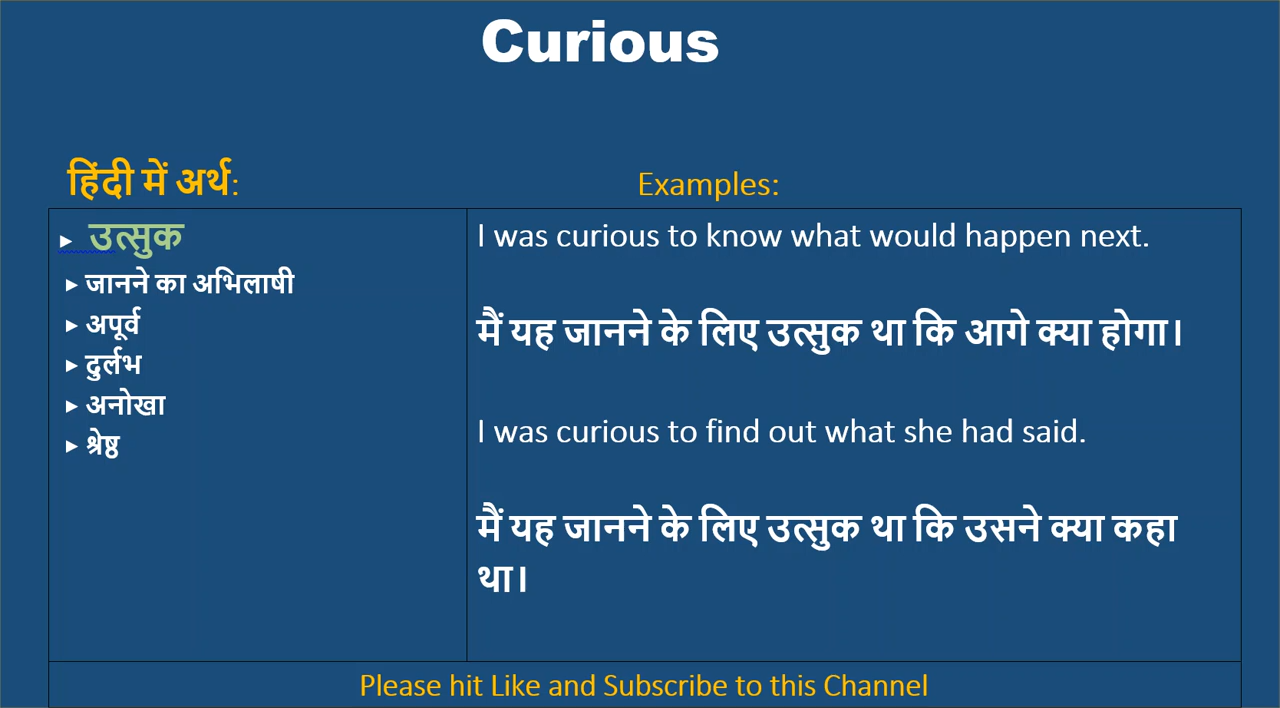 Curious
हिंदी में अर्थ:
Examples:
▸ उत्सुक
▸ जानने का अभिलाषी
▸ अपूर्व
▸ दुर्लभ
▸ अनोखा
▸ श्रेष्ठ
I was curious to know what would happen next.
मैं यह जानने के लिए उत्सुक था कि आगे क्या होगा।
I was curious to find out what she had said.
मैं यह जानने के लिए उत्सुक था कि उसने क्या कहा
था।
Please hit Like and Subscribe to this Channel